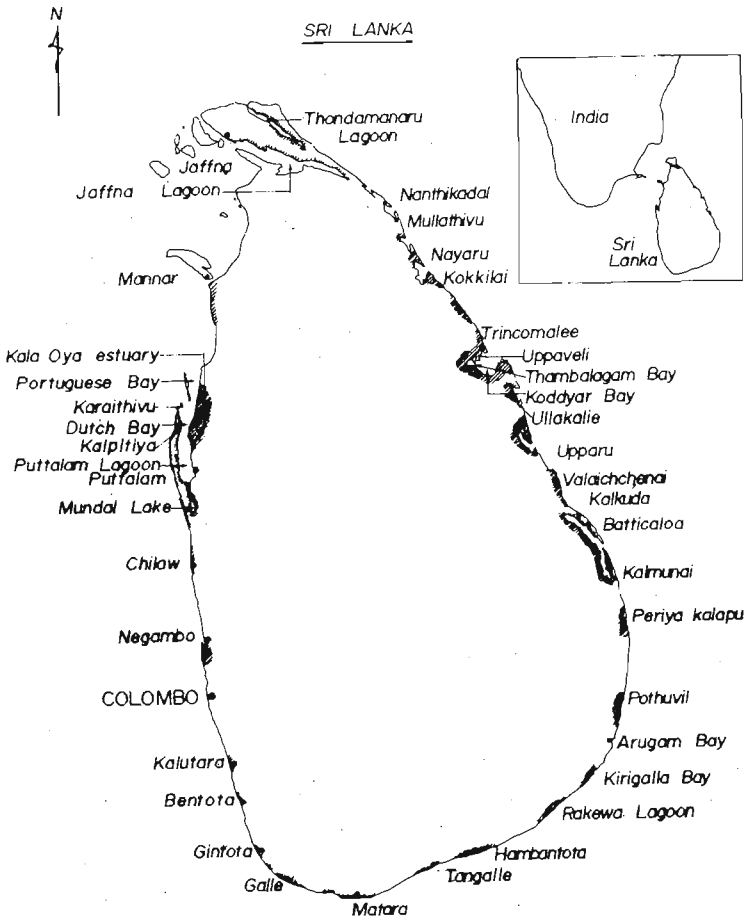 N
SRI LANKA
India
Sri
Lanka
Thondamanaru
Lagoon
Jaffna
Jaffna
Lagoon
Nanthikadal
Mullathivu
Nayaru
Kokkilai
Mannar
Trincomalee
Uppaveli
Thambalagam Bay
Koddyar Bay
Ullakalie
Upparu
Kala Oya estuary
Portuguese Bay
Karaithivu
Dutch Bay
Kalpitiya
Puttalam Lagoon
Puttalam
Mundal Lake
Valaichchenai
Kalkuda
Batticaloa
Chilaw
Kalmunai
Periya kalapu
Negambo
COLOMBO
Pothuvil
Arugam Bay
Kalutara
Kirigalla Bay
Bentota
Rakewa Lagoon
Gintota
Hambantota
Galle
Tangalle
Matara